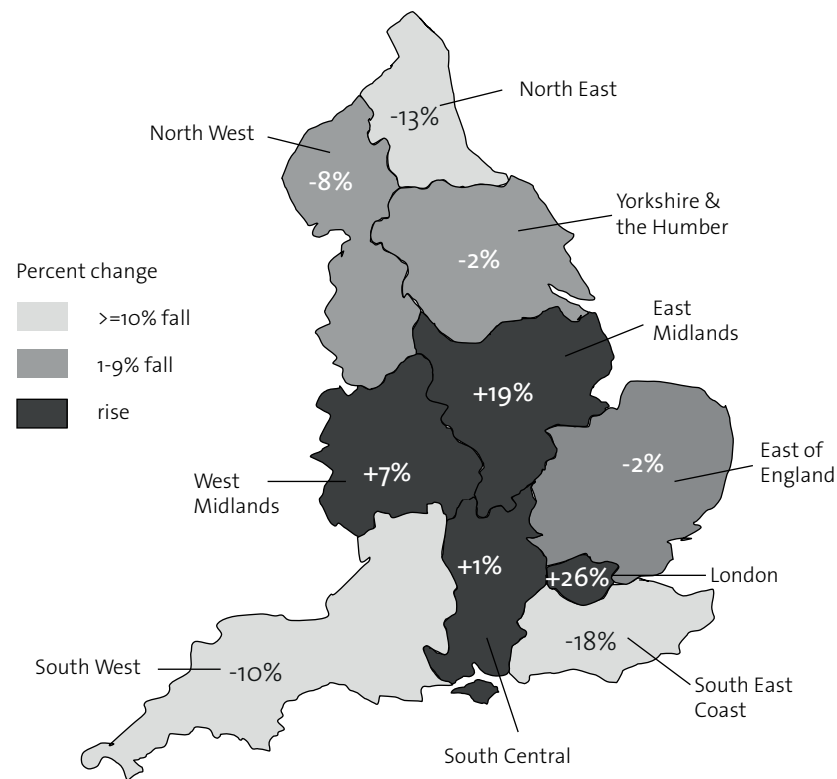 North East
-13%
North West
-8%
Yorkshire &
the Humber
-2%
Percent change
>=10% fall
1-9% fall
rise
East
Midlands
+19%
West
Midlands
+7%
-2%
East of
England
+1%
+26%
London
South West
-10%
-18%
South East
Coast
South Central